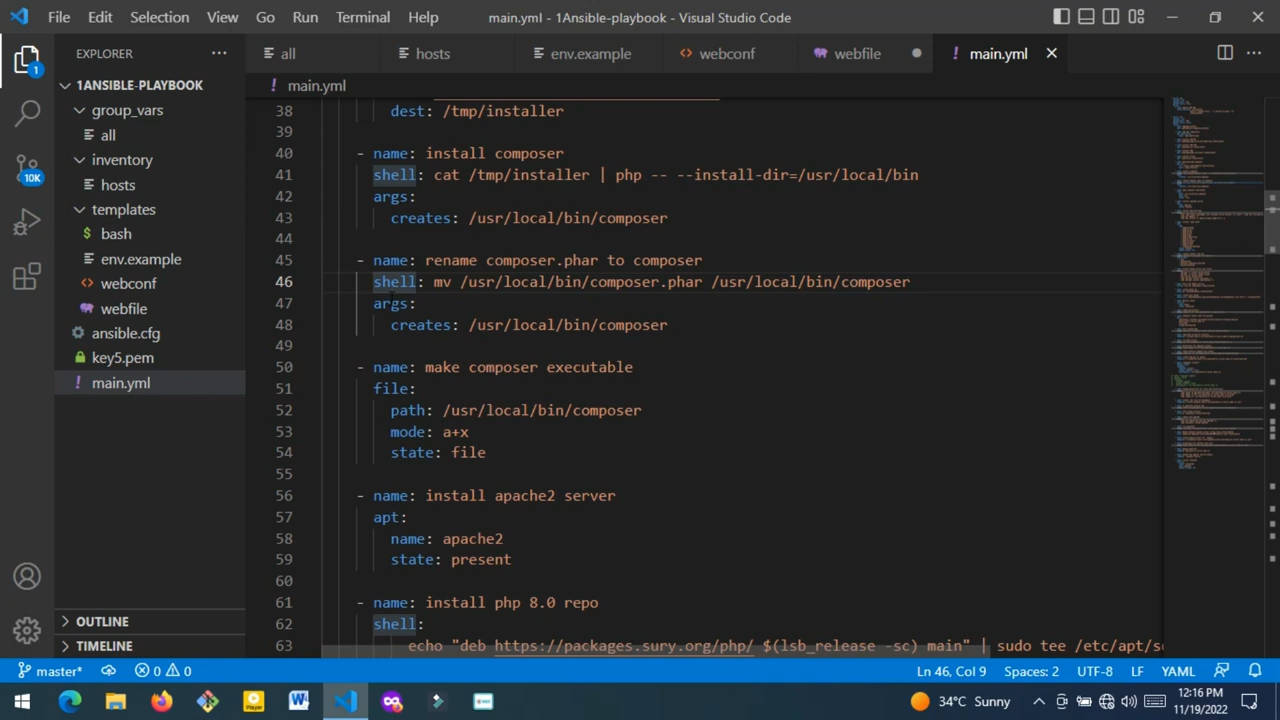 File Edit Selection View Go Run Terminal Help main.yml - 1Ansible-playbook - Visual Studio Code
EXPLORER
1
10K
1ANSIBLE-PLAYBOOK
group_vars
all
inventory
hosts
templates
bash
env.example
webconf
webfile
ansible.cfg
key5.pem
! main.yml
OUTLINE
TIMELINE
all hosts env.example webconf webfile ! main.yml
! main.yml
38 dest: /tmp/installer
39
40 - name: install composer
41 shell: cat /tmp/installer | php -- --install-dir=/usr/local/bin
42 args:
43 creates: /usr/local/bin/composer
44
45 - name: rename composer.phar to composer
46 shell: mv /usr/local/bin/composer.phar /usr/local/bin/composer
47 args:
48 creates: /usr/local/bin/composer
49
50 - name: make composer executable
51 file:
52 path: /usr/local/bin/composer
53 mode: a+x
54 state: file
55
56 - name: install apache2 server
57 apt:
58 name: apache2
59 state: present
60
61 - name: install php 8.0 repo
62 shell:
63 echo "deb https://packages.sury.org/php/ $(lsb_release -sc) main" | sudo tee /etc/apt/s
master* 0 0 Ln 46, Col 9 Spaces: 2 UTF-8 LF YAML
Player
34°C Sunny
12:16 PM
11/19/2022